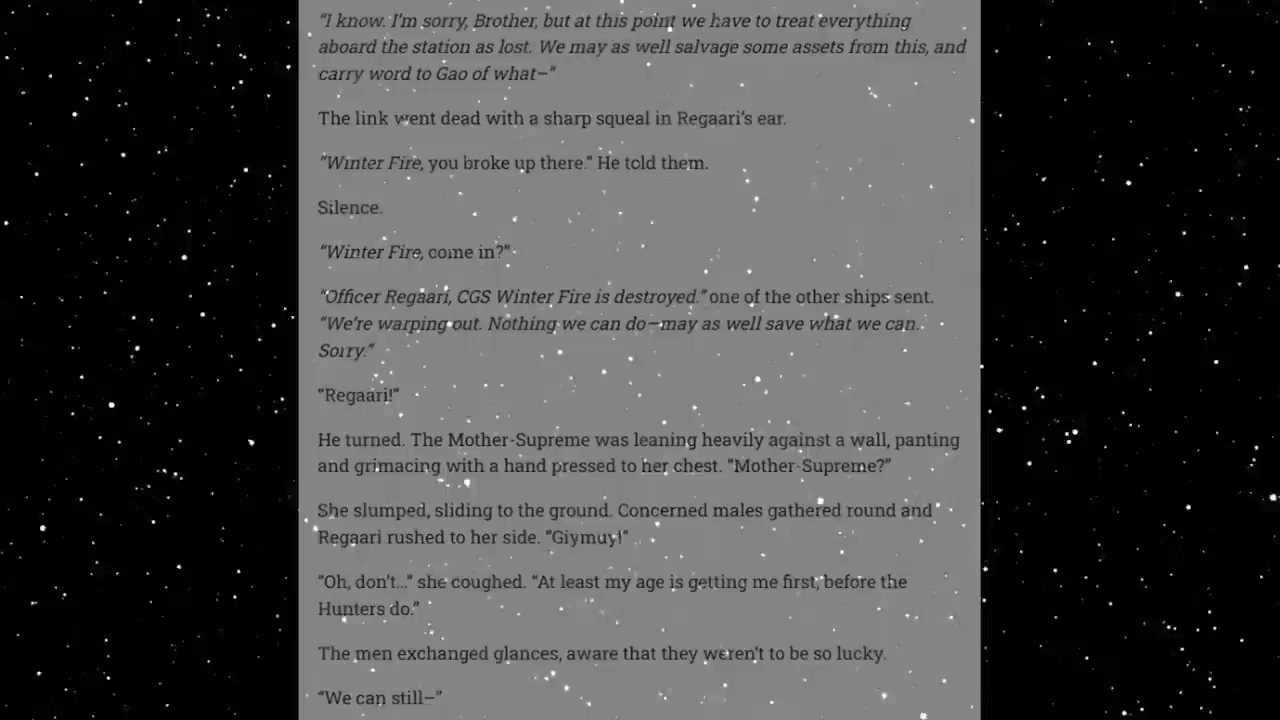 “I know. I’m sorry, Brother, but at this point we have to treat everything
aboard the station as lost. We may as well salvage some assets from this, and
carry word to Gao of what–”
The link went dead with a sharp squeal in Regaari’s ear.
“Winter Fire, you broke up there.” He told them.
Silence.
“Winter Fire, come in?”
“Officer Regaari, CGS Winter Fire is destroyed.” one of the other ships sent.
“We’re warping out. Nothing we can do—may as well save what we can.
Sorry.”
“Regaari!”
He turned. The Mother-Supreme was leaning heavily against a wall, panting
and grimacing with a hand pressed to her chest. “Mother-Supreme?”
She slumped, sliding to the ground. Concerned males gathered round and
Regaari rushed to her side. “Giymuy!”
“Oh, don’t…” she coughed. “At least my age is getting me first, before the
Hunters do.”
The men exchanged glances, aware that they weren’t to be so lucky.
“We can still–”